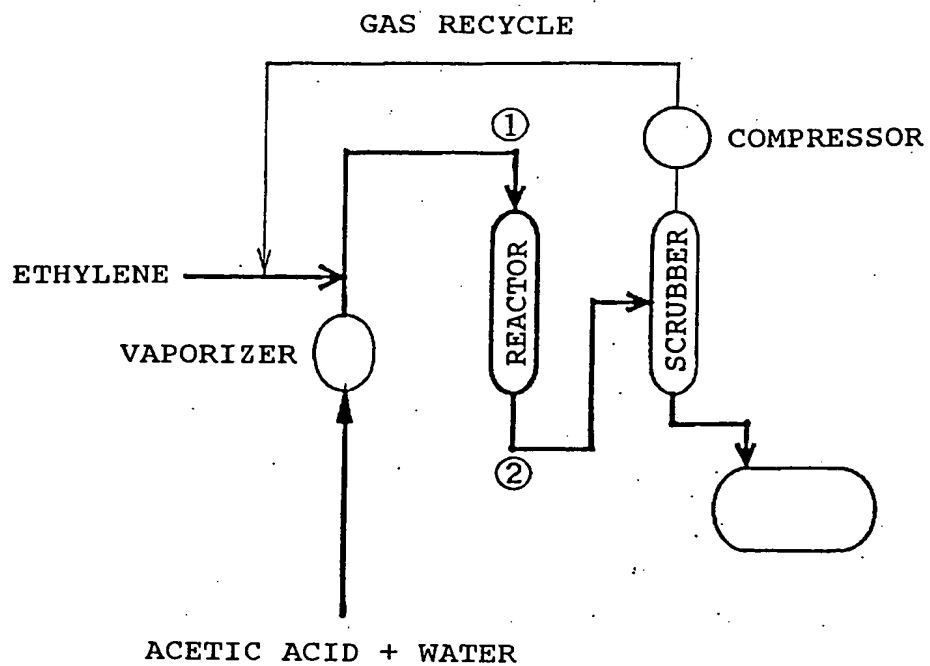 GAS RECYCLE
①
COMPRESSOR
ETHYLENE
REACTOR
SCRUBBER
VAPORIZER
②
ACETIC ACID + WATER